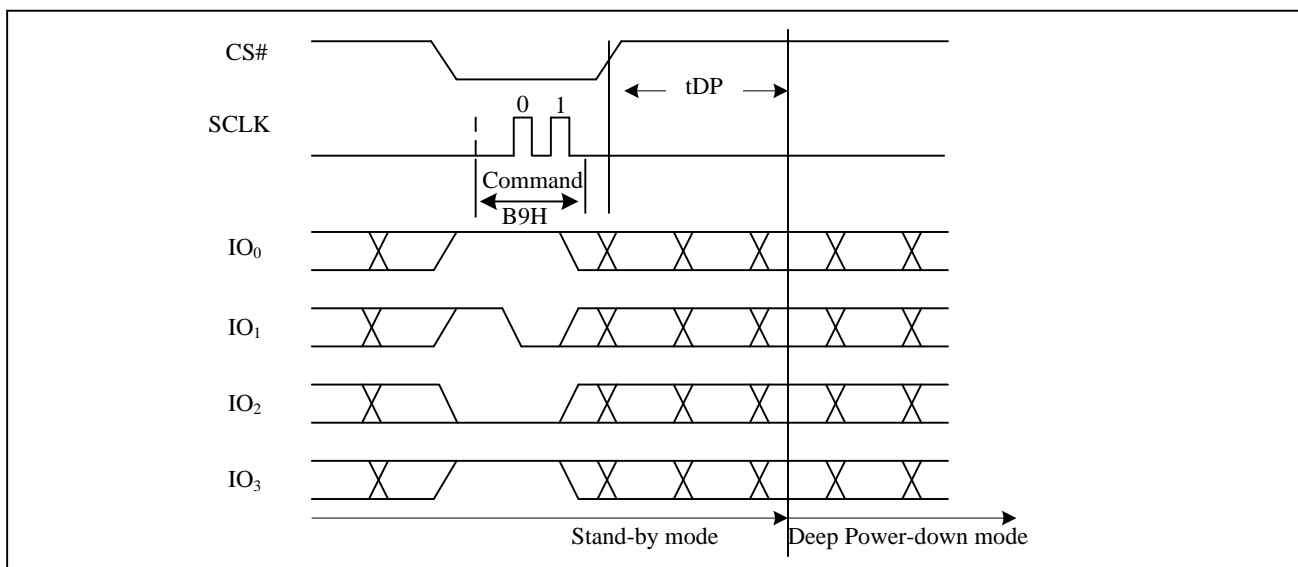 CS#
tDP
0 1
SCLK
Command
B9H
IO₀
IO₁
IO₂
IO₃
Stand-by mode Deep Power-down mode